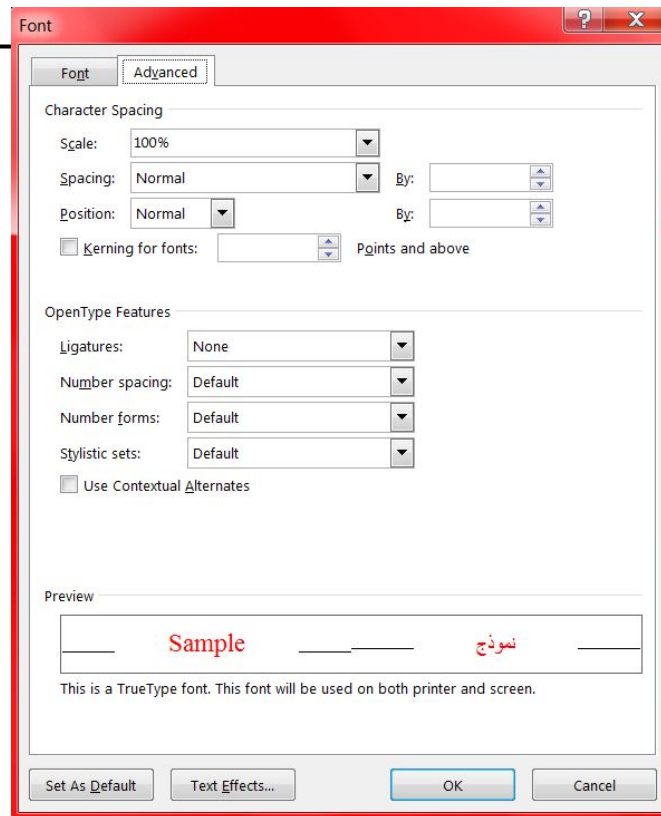 Font
? X
Font Advanced
Character Spacing
Scale: 100%
Spacing: Normal By:
Position: Normal By:
Kerning for fonts: Points and above
OpenType Features
Ligatures: None
Number spacing: Default
Number forms: Default
Stylistic sets: Default
Use Contextual Alternates
Preview
Sample نموذج
This is a TrueType font. This font will be used on both printer and screen.
Set As Default Text Effects... OK Cancel